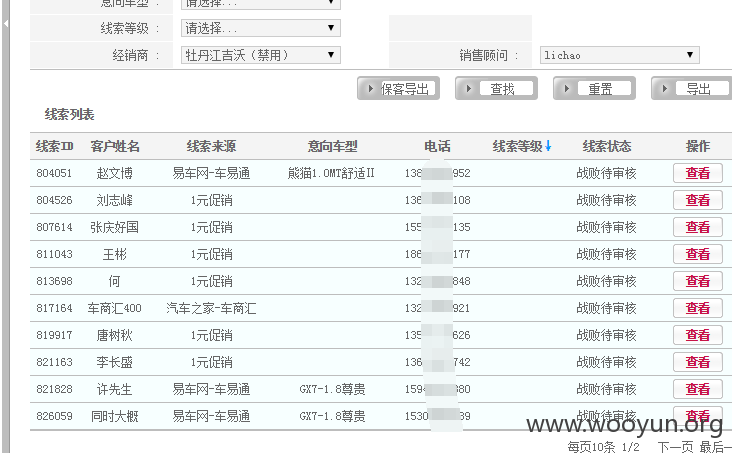 意向车型 : 请选择...
线索等级 : 请选择...
经销商 : 牡丹江吉沃（禁用） 销售顾问 : lichao
保客导出 查找 重置 导出
线索列表
线索ID 客户姓名 线索来源 意向车型 电话 线索等级 线索状态 操作
804051 赵文博 易车网-车易通 熊猫1.0MT舒适II 138 952 战败待审核 查看
804526 刘志峰 1元促销 136 108 战败待审核 查看
807614 张庆好国 1元促销 155 135 战败待审核 查看
811043 王彬 1元促销 186 177 战败待审核 查看
813698 何 1元促销 132 848 战败待审核 查看
817164 车商汇400 汽车之家-车商汇 132 921 战败待审核 查看
819917 唐树秋 1元促销 135 626 战败待审核 查看
821163 李长盛 1元促销 136 742 战败待审核 查看
821828 许先生 易车网-车易通 GX7-1.8尊贵 159 380 战败待审核 查看
826059 同时大概 易车网-车易通 GX7-1.8尊贵 1530 39 战败待审核 查看
www.wooyun.org
每页10条 1/2 下一页 最后一